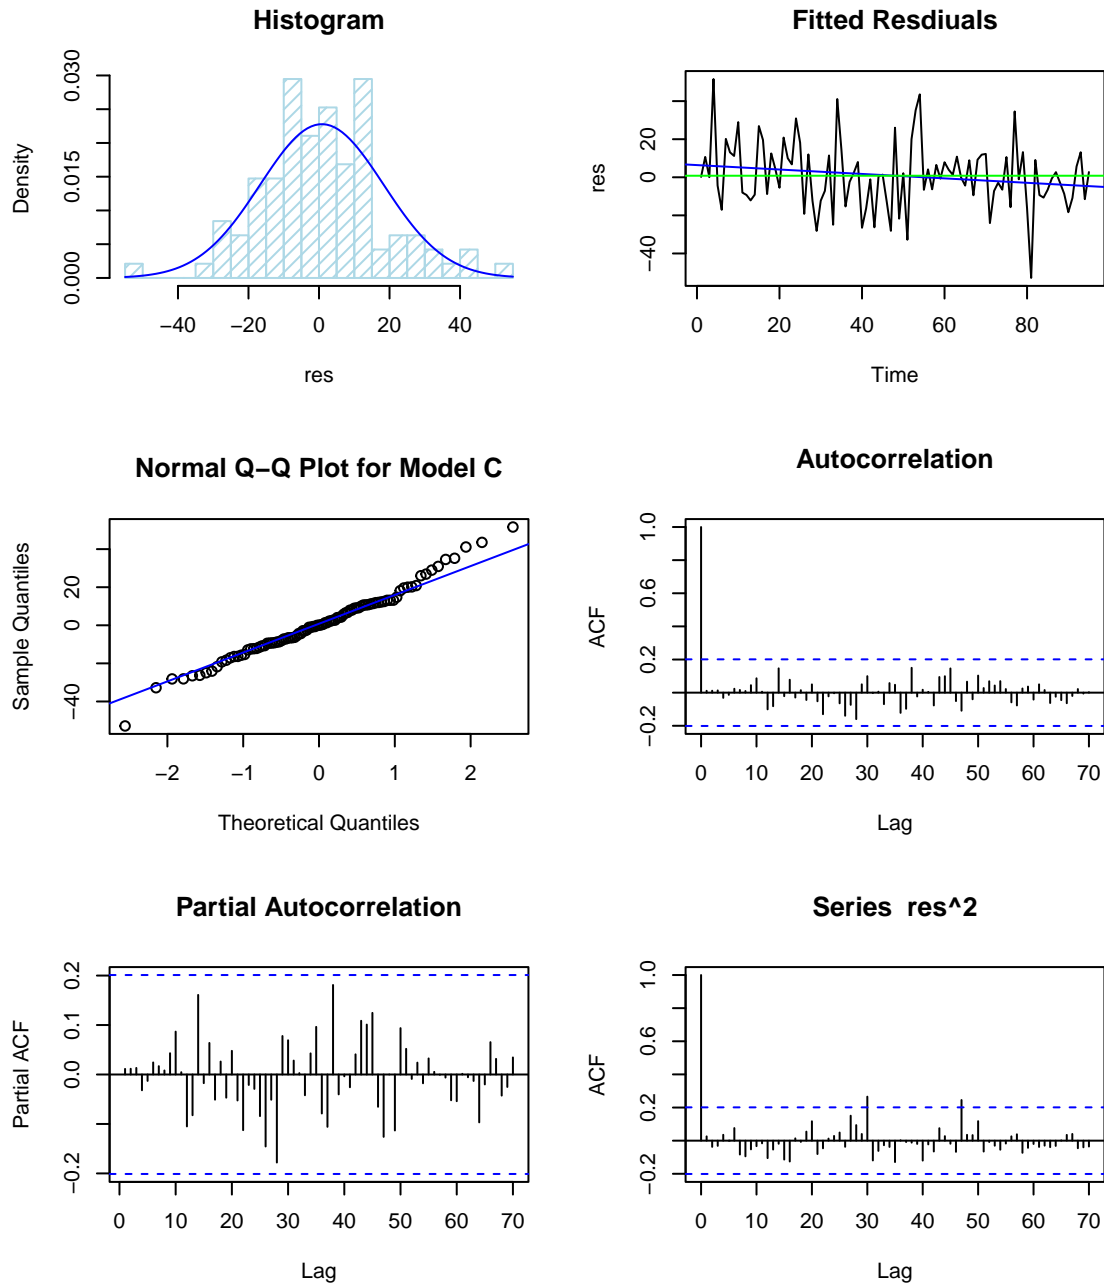 Histogram
Density
0.000 0.015 0.030
−40 −20 0 20 40
res
Fitted Resdiuals
res
−40 0 20
0 20 40 60 80
Time
Normal Q−Q Plot for Model C
Sample Quantiles
−40 0 20
−2 −1 0 1 2
Theoretical Quantiles
Autocorrelation
ACF
−0.2 0.2 0.6 1.0
0 10 20 30 40 50 60 70
Lag
Partial Autocorrelation
Partial ACF
−0.2 0.0 0.1 0.2
0 10 20 30 40 50 60 70
Lag
Series res^2
ACF
−0.2 0.2 0.6 1.0
0 10 20 30 40 50 60 70
Lag